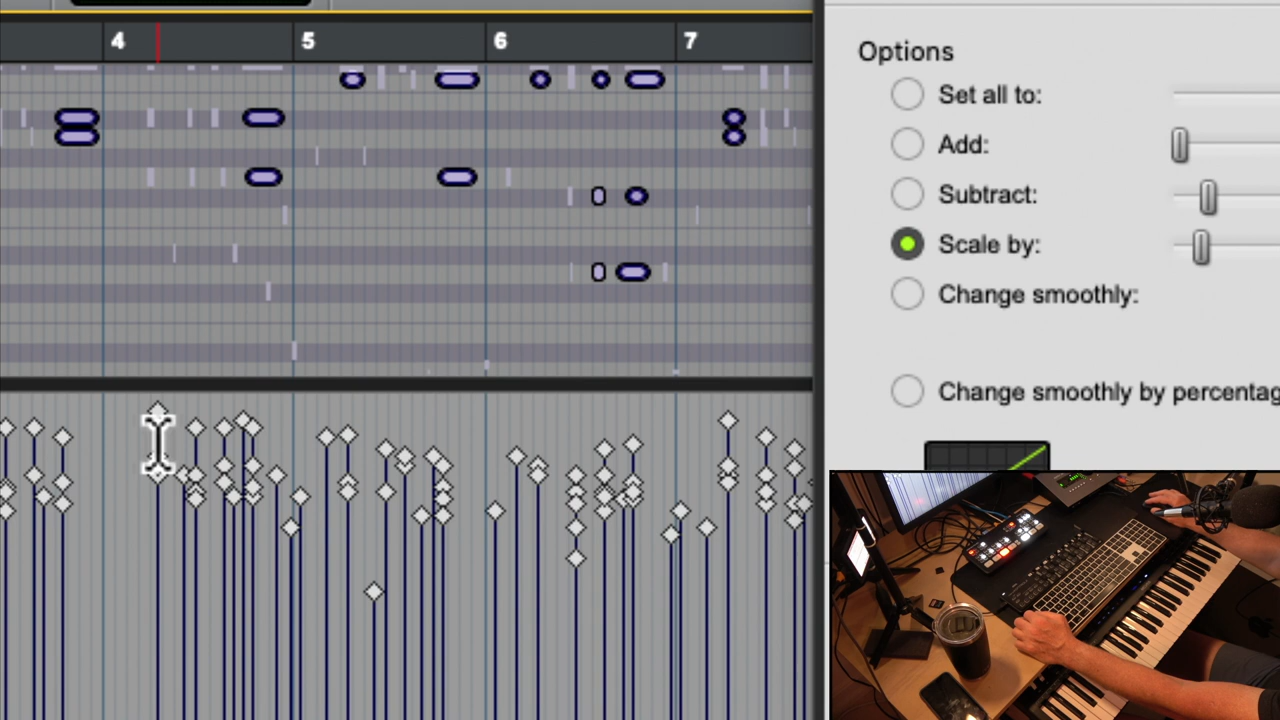 4 5 6 7
Options
Set all to:
Add:
Subtract:
Scale by:
Change smoothly:
Change smoothly by percentag